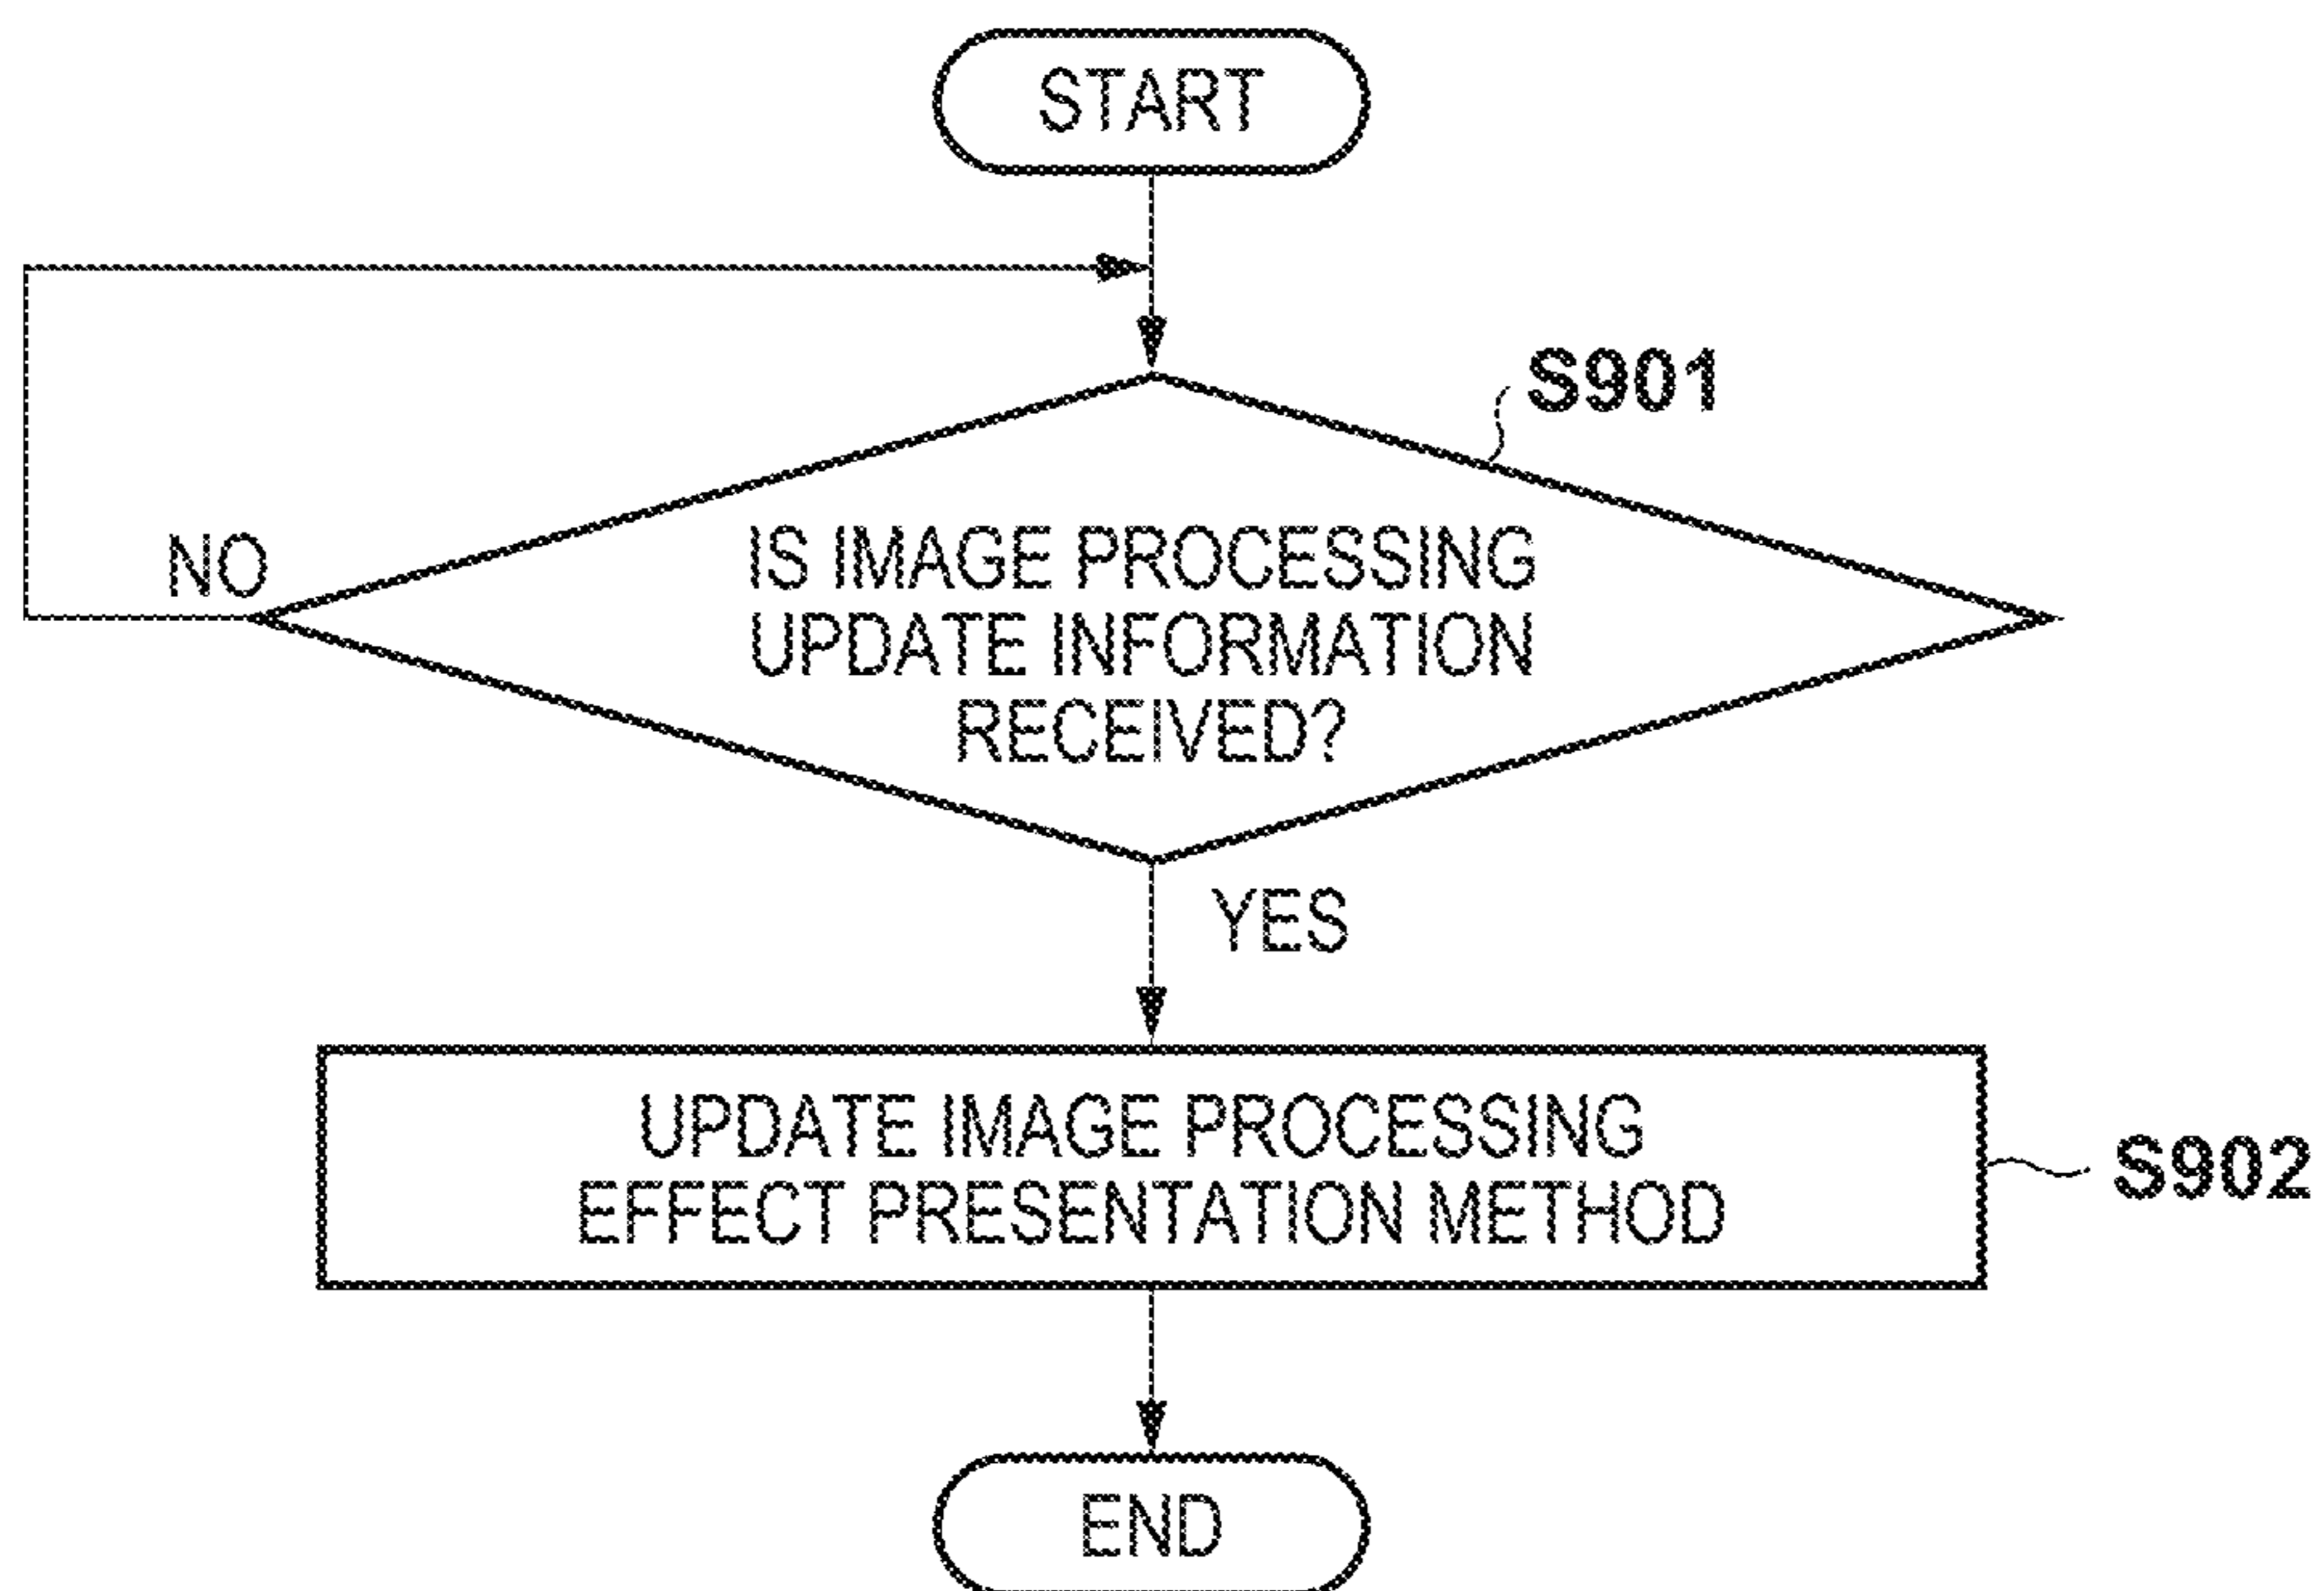 START
S901
IS IMAGE PROCESSING
UPDATE INFORMATION
RECEIVED?
NO
YES
UPDATE IMAGE PROCESSING
EFFECT PRESENTATION METHOD
S902
END